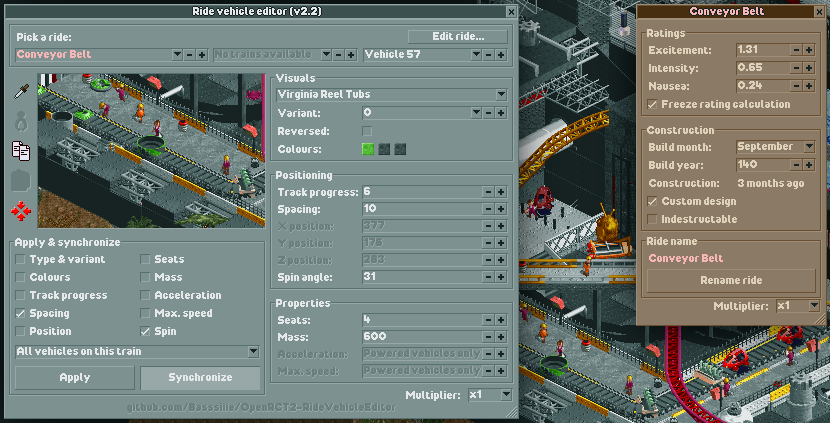 Ride vehicle editor (v2.2)
Pick a ride:
Edit ride...
Conveyor Belt
No trains available
Vehicle 57
Visuals
Virginia Reel Tubs
Variant:
0
Reversed:
Colours:
Positioning
Track progress:
6
Spacing:
10
X position:
377
Y position:
175
Z position:
263
Spin angle:
31
Apply & synchronize
Type & variant
Seats
Colours
Mass
Track progress
Acceleration
Spacing
Max. speed
Position
Spin
All vehicles on this train
Apply
Synchronize
Properties
Seats:
4
Mass:
600
Acceleration:
Powered vehicles only
Max. speed:
Powered vehicles only
Multiplier:
x1
github.com/Basssiiie/OpenRCT2-RideVehicleEditor
Conveyor Belt
Ratings
Excitement:
1.31
Intensity:
0.65
Nausea:
0.24
Freeze rating calculation
Construction
Build month:
September
Build year:
140
Construction:
3 months ago
Custom design
Indestructable
Ride name
Conveyor Belt
Rename ride
Multiplier:
x1